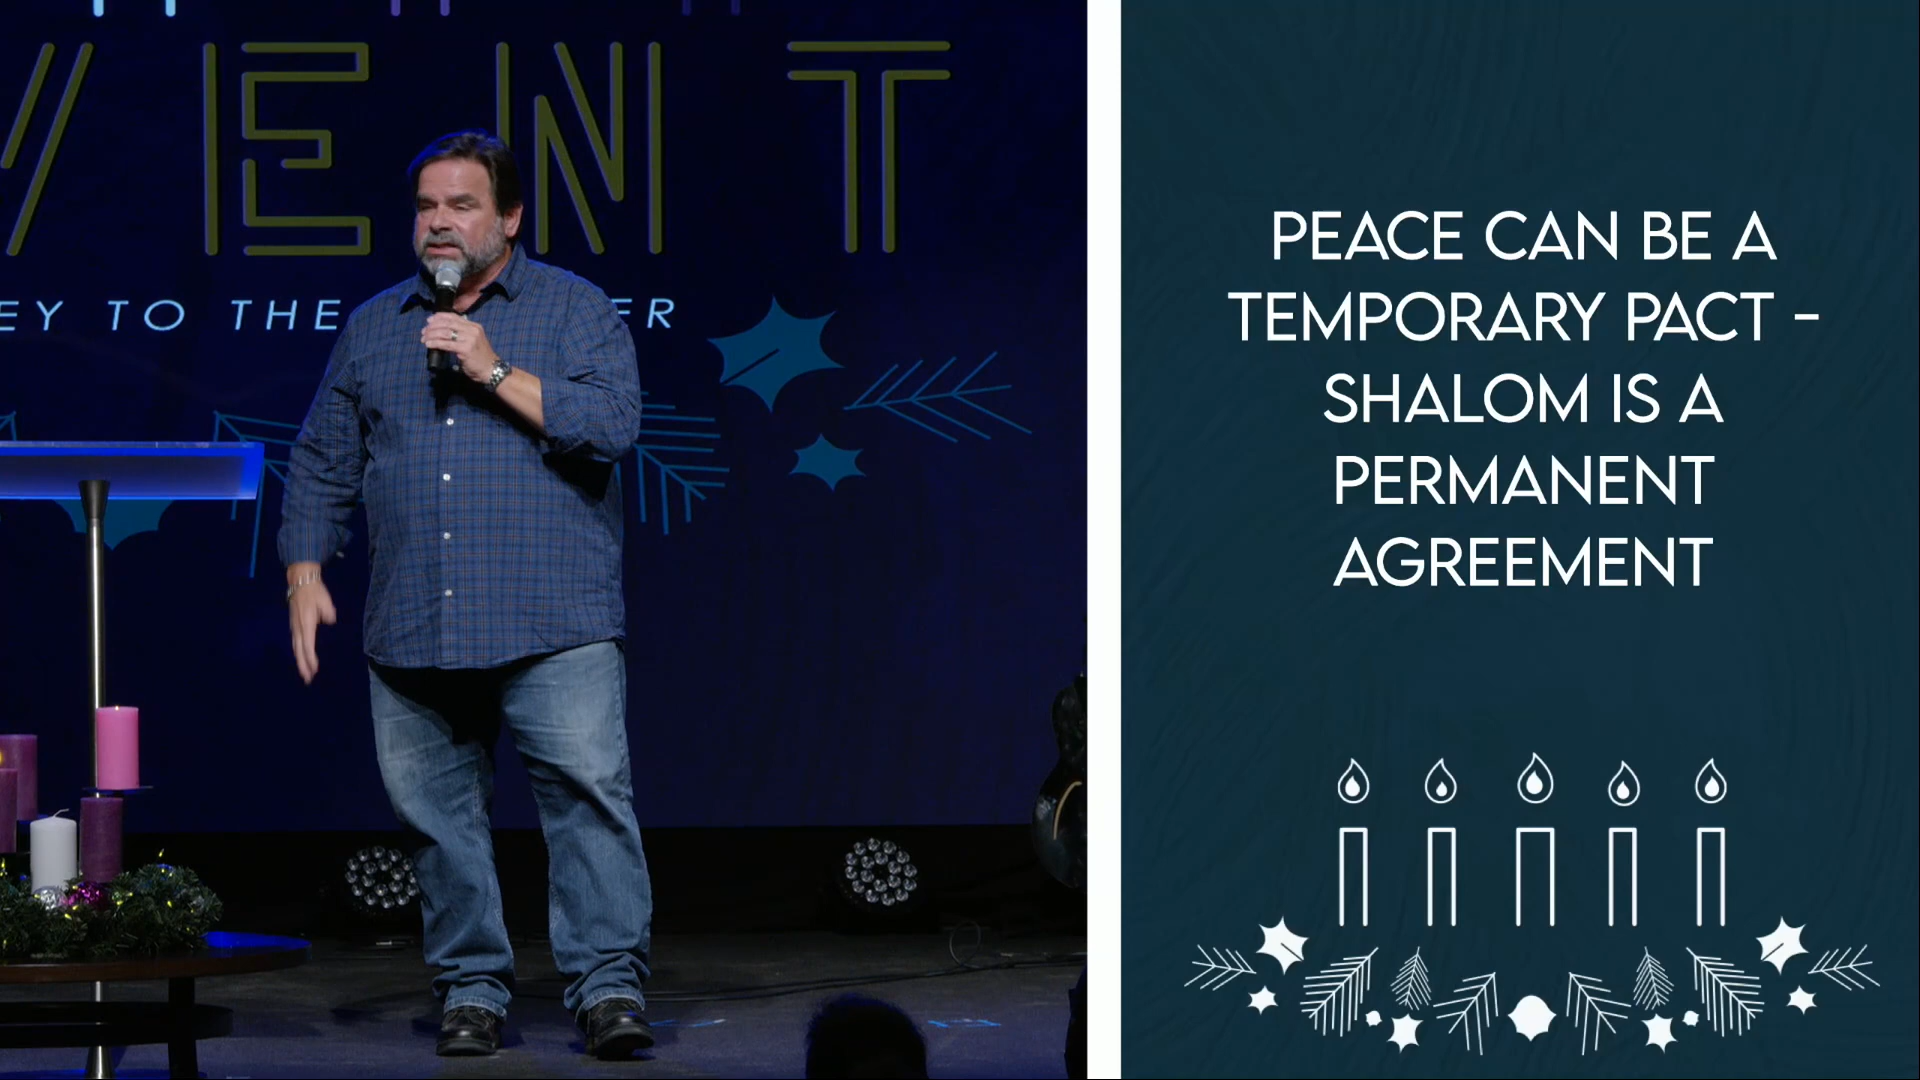 VENT
EY TO THE ER
PEACE CAN BE A
TEMPORARY PACT -
SHALOM IS A
PERMANENT
AGREEMENT